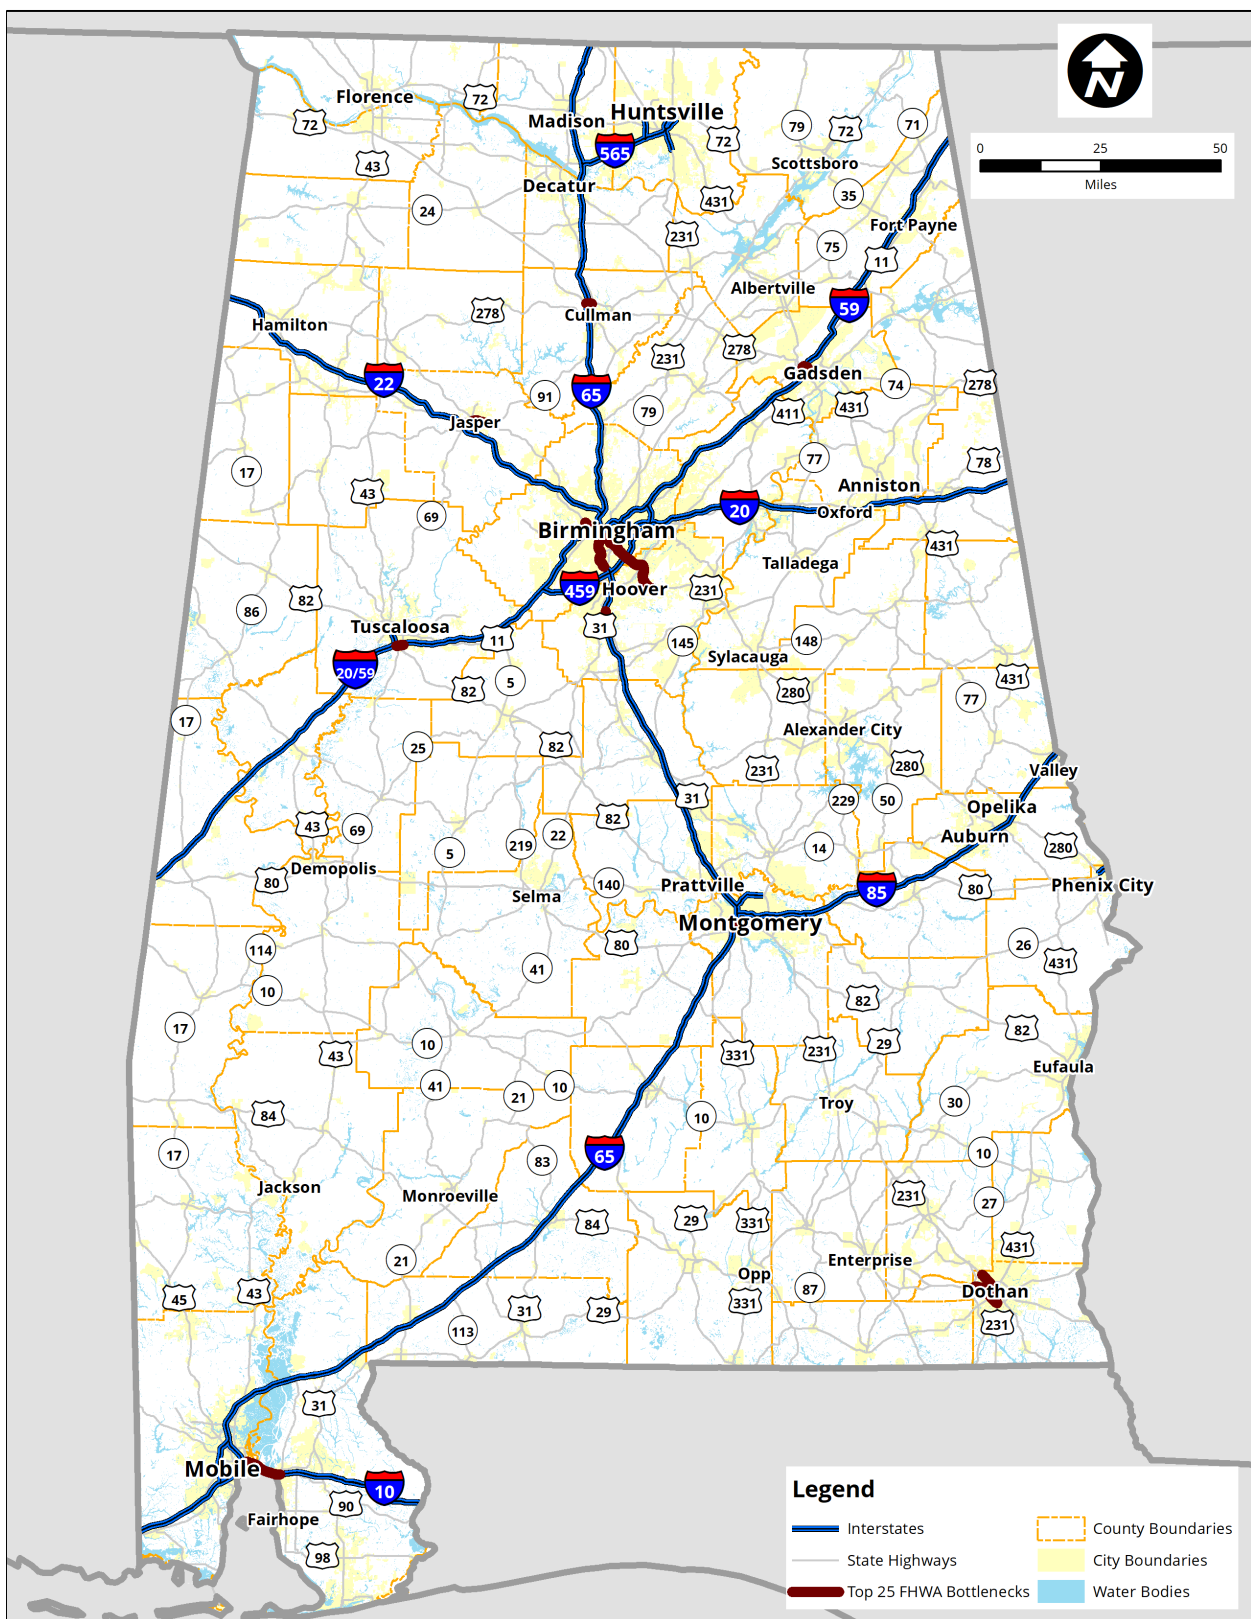 N
0 25 50
Miles
Florence
72
Huntsville
Madison
72
79
72
71
565
72
43
Scottsboro
Decatur
24
431
35
231
75
Fort Payne
11
Albertville
Hamilton
278
Cullman
59
231
278
Gadsden
22
65
91
79
74
278
411
431
Jasper
17
43
69
77
78
Anniston
20
Oxford
Birmingham
431
Talladega
459
Hoover
231
86
82
Tuscaloosa
11
31
145
148
Sylacauga
20/59
82
5
280
431
77
17
25
82
Alexander City
231
280
Valley
31
229
50
Opelika
43
69
82
22
219
5
14
Auburn
280
Demopolis
80
140
Prattville
85
80
Phenix City
Selma
Montgomery
114
80
26
431
41
10
82
17
10
43
331
231
29
82
Eufaula
41
21
10
10
Troy
30
84
17
83
65
10
Jackson
Monroeville
231
27
84
29
331
431
21
Opp
Enterprise
45
43
31
29
331
87
Dothan
231
113
31
Mobile
10
90
Fairhope
98
Legend
Interstates
County Boundaries
State Highways
City Boundaries
Top 25 FHWA Bottlenecks
Water Bodies